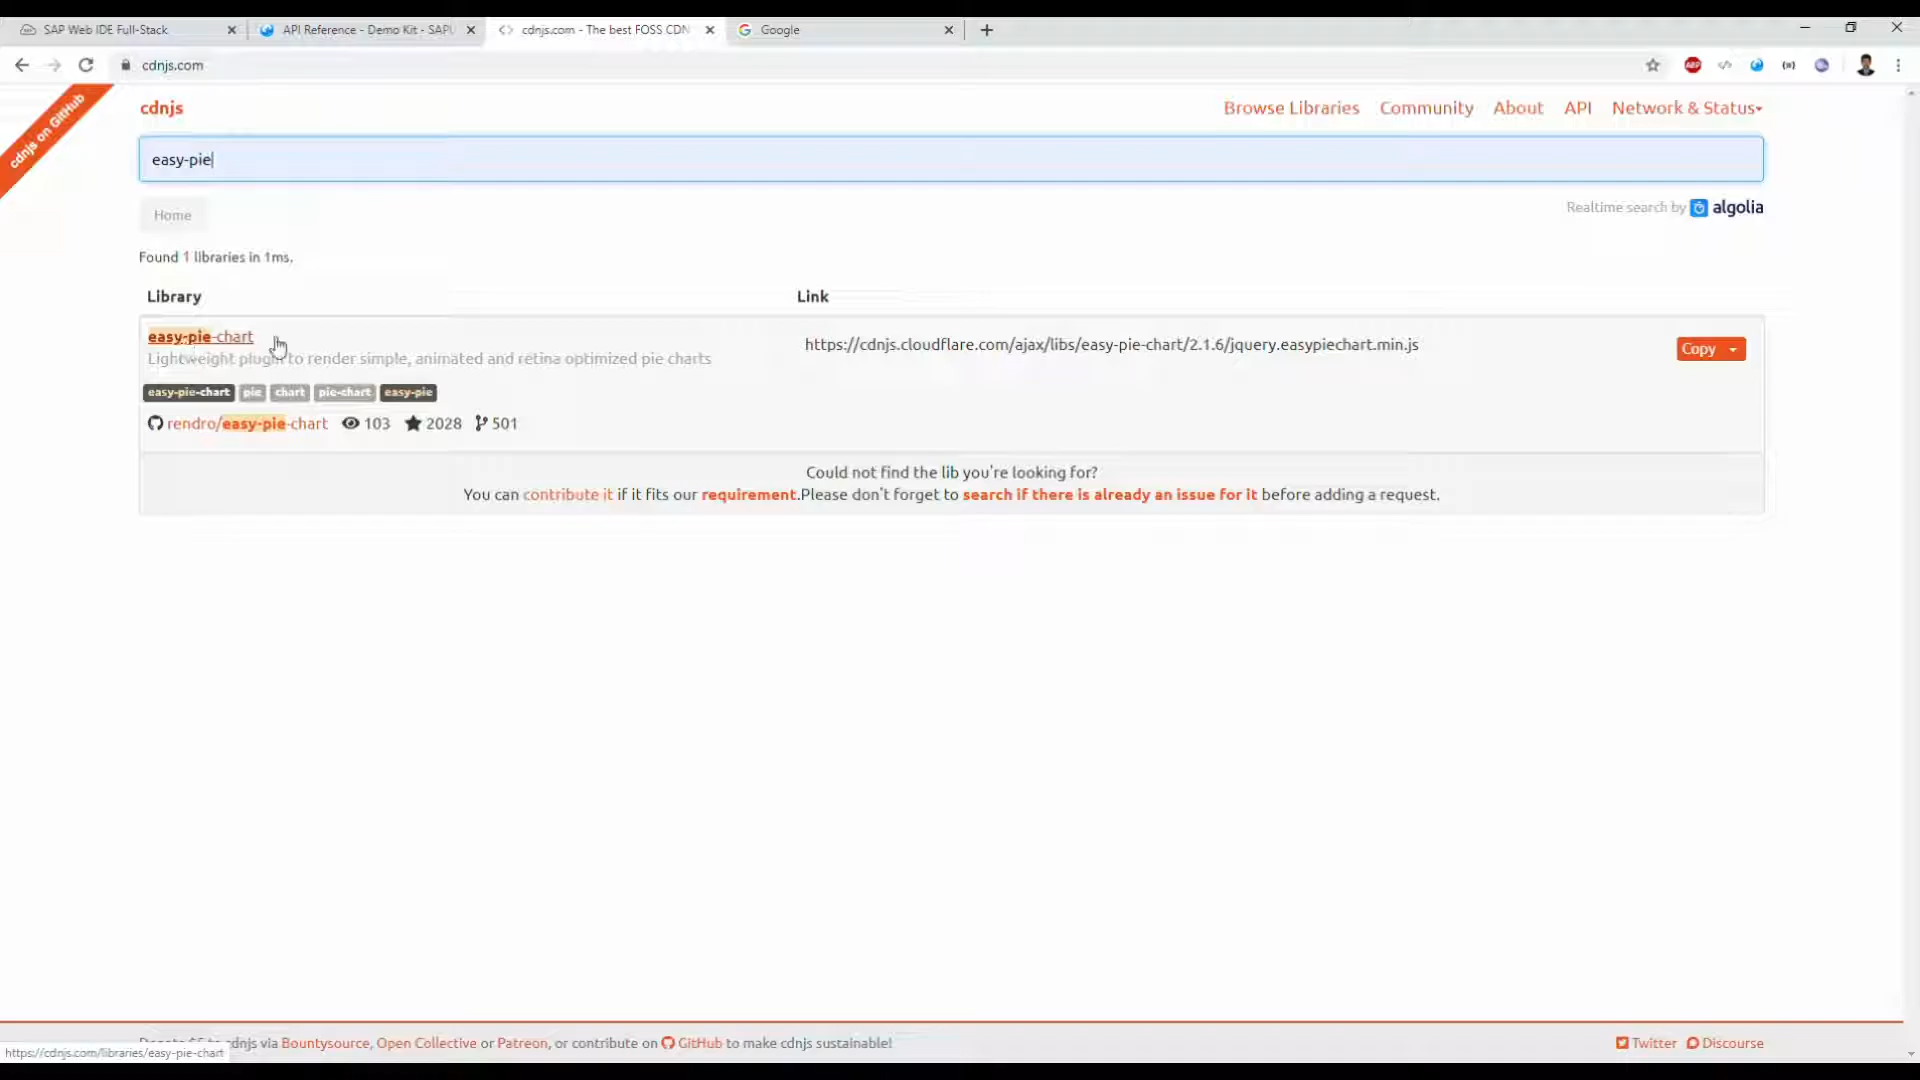 SAP Web IDE Full-Stack
API Reference - Demo Kit - SAPU
cdnjs.com - The best FOSS CDN
Google
cdnjs.com
cdnjs on GitHub
cdnjs
Browse Libraries Community About API Network & Status
easy-pie
Home
Realtime search by algolia
Found 1 libraries in 1ms.
Library Link
easy-pie-chart
https://cdnjs.cloudflare.com/ajax/libs/easy-pie-chart/2.1.6/jquery.easypiechart.min.js
Copy
Lightweight plugin to render simple, animated and retina optimized pie charts
easy-pie-chart pie chart pie-chart easy-pie
rendro/easy-pie-chart 103 2028 501
Could not find the lib you're looking for?
You can contribute it if it fits our requirement.Please don't forget to search if there is already an issue for it before adding a request.
cdnjs via Bountysource, Open Collective or Patreon, or contribute on GitHub to make cdnjs sustainable!
Twitter Discourse
https://cdnjs.com/libraries/easy-pie-chart